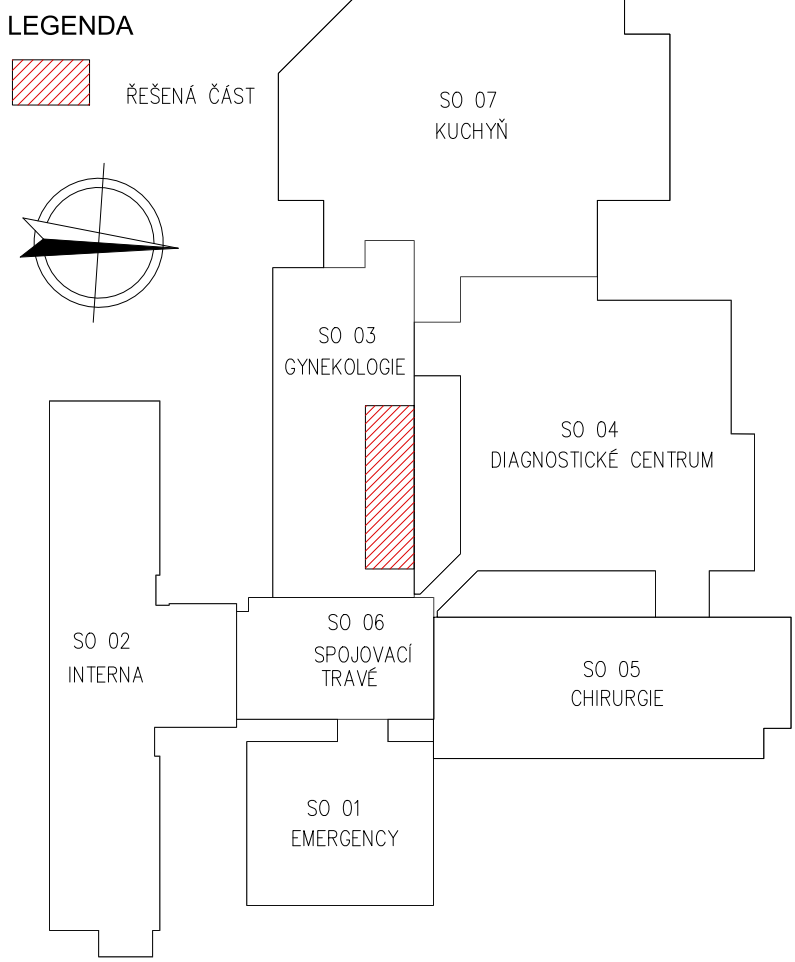 LEGENDA
ŘEŠENÁ ČÁST
SO 07
KUCHYŇ
SO 03
GYNEKOLOGIE
SO 04
DIAGNOSTICKÉ CENTRUM
SO 06
SPOJOVACÍ
TRAVÉ
SO 02
INTERNA
SO 05
CHIRURGIE
SO 01
EMERGENCY